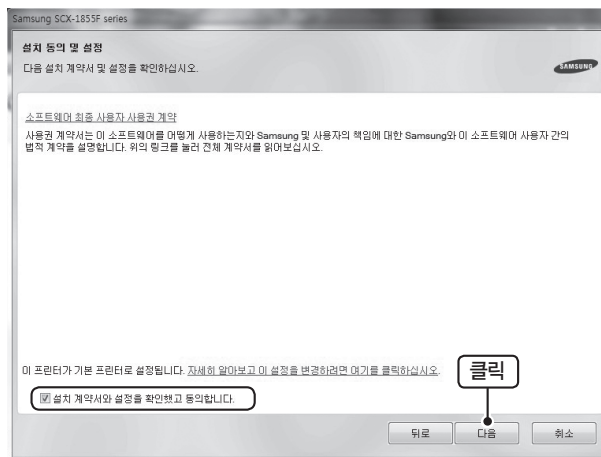 Samsung SCX-1855F series
설치 동의 및 설정
다음 설치 계약서 및 설정을 확인하십시오.
SAMSUNG
소프트웨어 최종 사용자 사용권 계약
사용권 계약서는 이 소프트웨어를 어떻게 사용하는지와 Samsung 및 사용자의 책임에 대한 Samsung와 이 소프트웨어 사용자 간의
법적 계약을 설명합니다. 위의 링크를 눌러 전체 계약서를 읽어보십시오.
이 프린터가 기본 프린터로 설정됩니다. 자세히 알아보고 이 설정을 변경하려면 여기를 클릭하십시오.
클릭
설치 계약서와 설정을 확인했고 동의합니다.
뒤로 다음 취소